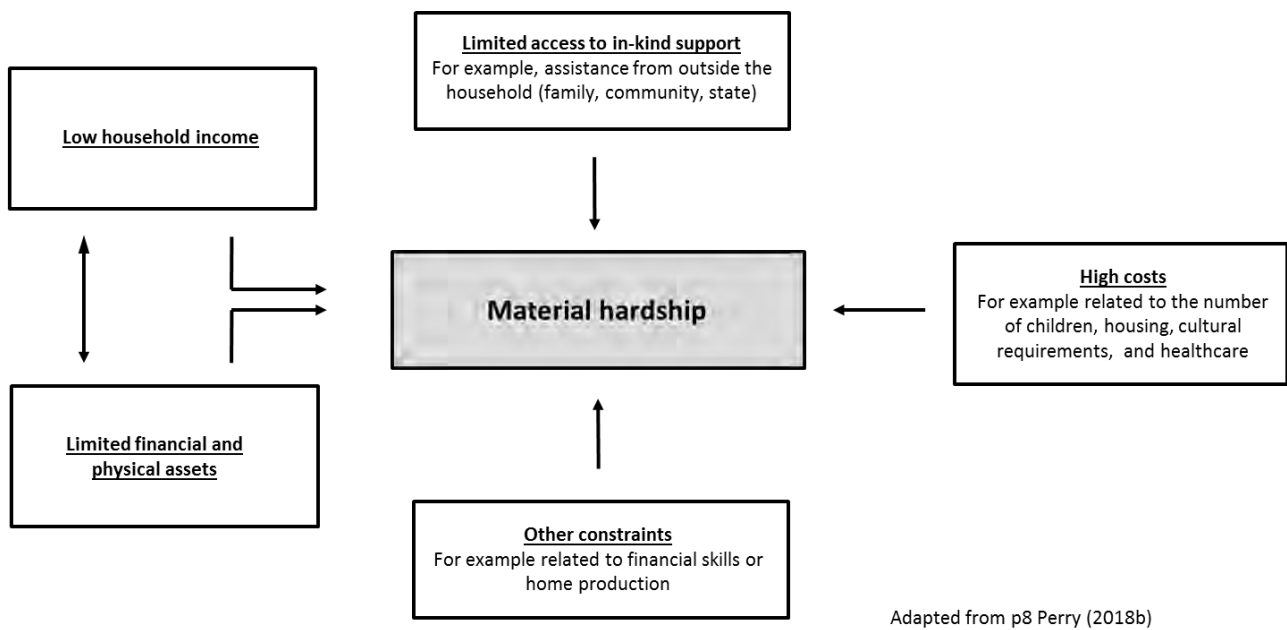 Limited access to in-kind support
For example, assistance from outside the
household (family, community, state)
Low household income
Material hardship
High costs
For example related to the number
of children, housing, cultural
requirements, and healthcare
Limited financial and
physical assets
Other constraints
For example related to financial skills or
home production
Adapted from p8 Perry (2018b)